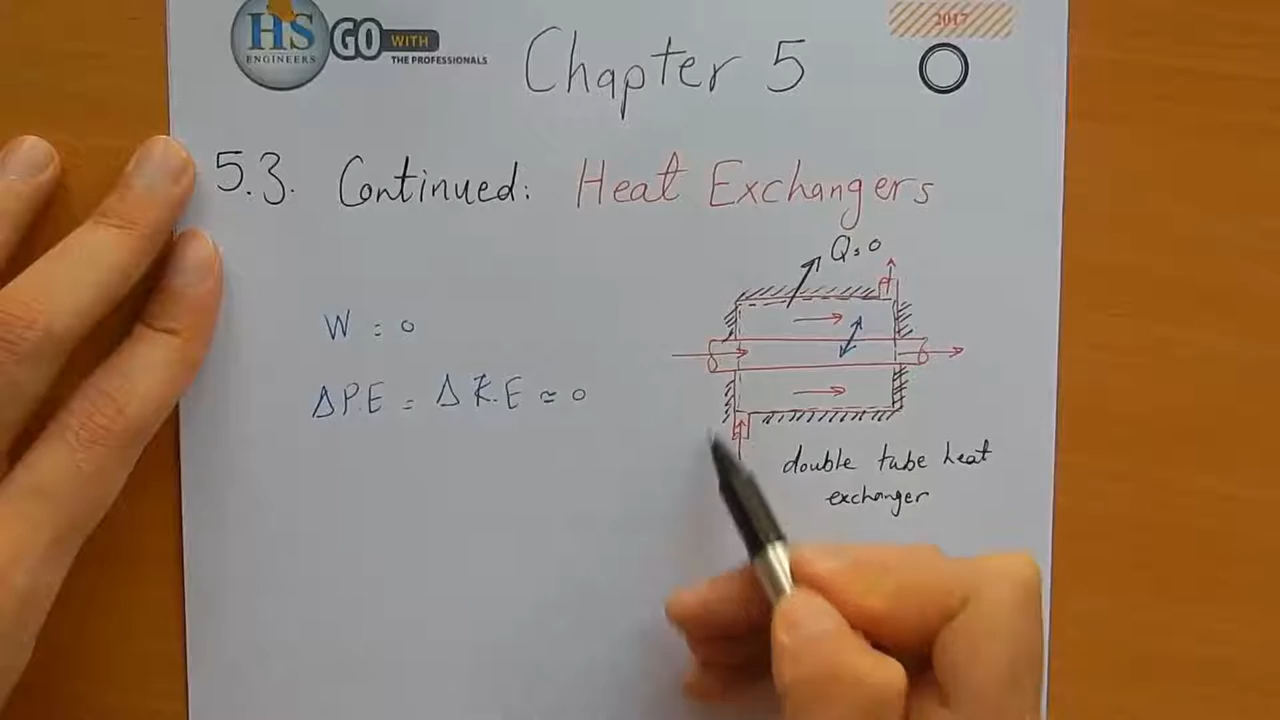 HS
ENGINEERS
GO WITH
THE PROFESSIONALS
2017
Chapter 5
5.3. Continued: Heat Exchangers
Q=0
W = 0
ΔP.E = ΔK.E ≃ 0
double tube heat
exchanger